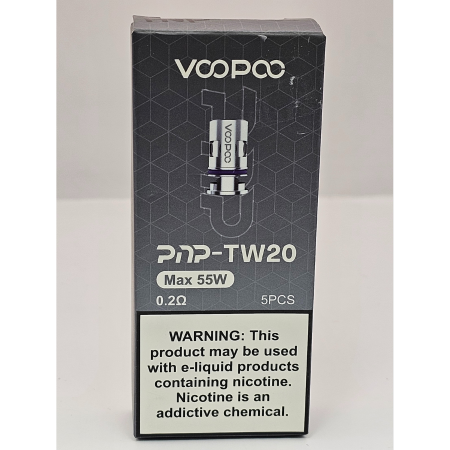 PnP
VOOPOO
VOOPOO
PnP-TW20
Max 55W
0.2Ω
5PCS
WARNING: This
product may be used
with e-liquid products
containing nicotine.
Nicotine is an
addictive chemical.